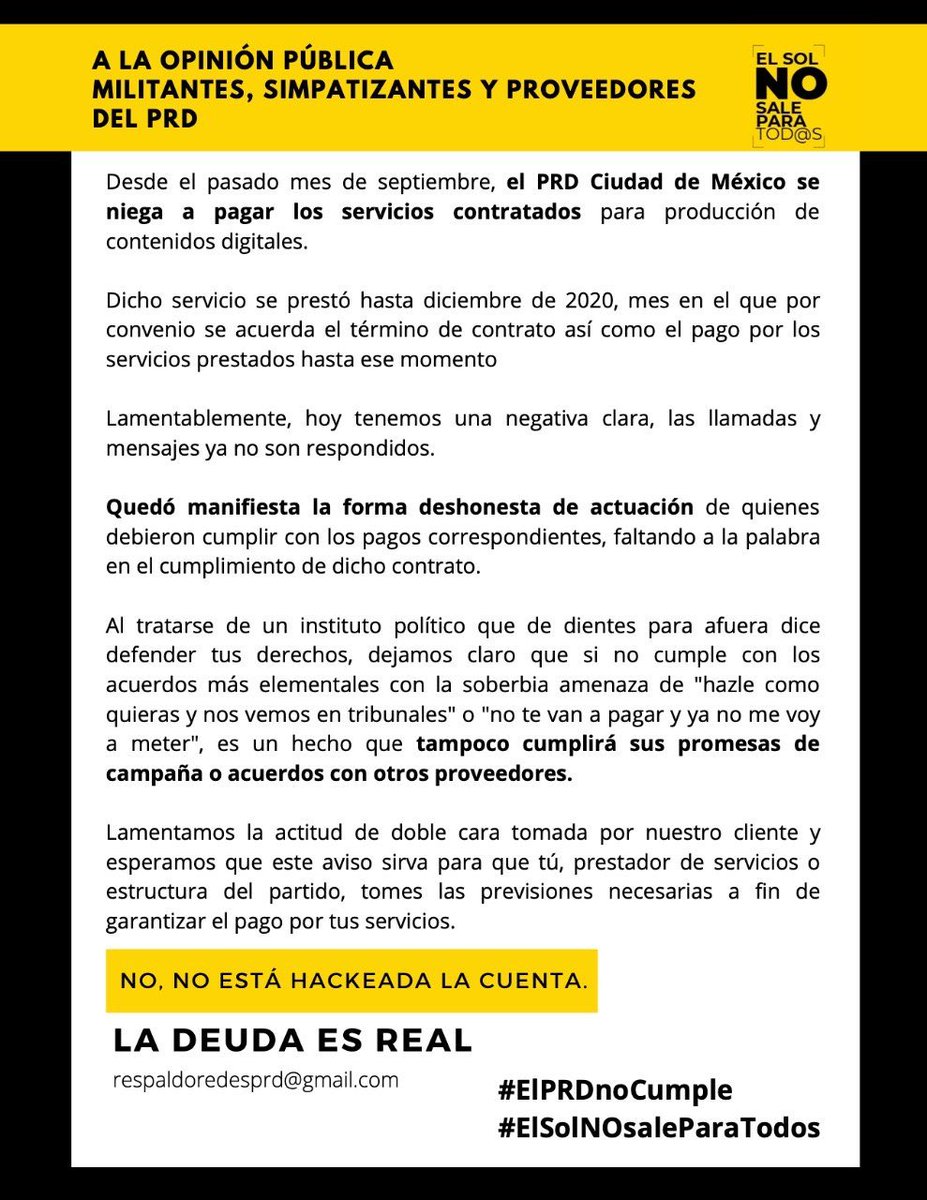 A LA OPINIÓN PÚBLICA
MILITANTES, SIMPATIZANTES Y PROVEEDORES
DEL PRD
EL SOL
NO
SALE
PARA
TOD@S
Desde el pasado mes de septiembre, el PRD Ciudad de México se
niega a pagar los servicios contratados para producción de
contenidos digitales.
Dicho servicio se prestó hasta diciembre de 2020, mes en el que por
convenio se acuerda el término de contrato así como el pago por los
servicios prestados hasta ese momento
Lamentablemente, hoy tenemos una negativa clara, las llamadas y
mensajes ya no son respondidos.
Quedó manifiesta la forma deshonesta de actuación de quienes
debieron cumplir con los pagos correspondientes, faltando a la palabra
en el cumplimiento de dicho contrato.
Al tratarse de un instituto político que de dientes para afuera dice
defender tus derechos, dejamos claro que si no cumple con los
acuerdos más elementales con la soberbia amenaza de "hazle como
quieras y nos vemos en tribunales" o "no te van a pagar y ya no me voy
a meter", es un hecho que tampoco cumplirá sus promesas de
campaña o acuerdos con otros proveedores.
Lamentamos la actitud de doble cara tomada por nuestro cliente y
esperamos que este aviso sirva para que tú, prestador de servicios o
estructura del partido, tomes las previsiones necesarias a fin de
garantizar el pago por tus servicios.
NO, NO ESTÁ HACKEADA LA CUENTA.
LA DEUDA ES REAL
respaldoredesprd@gmail.com
#ElPRDnoCumple
#ElSolNOsaleParaTodos